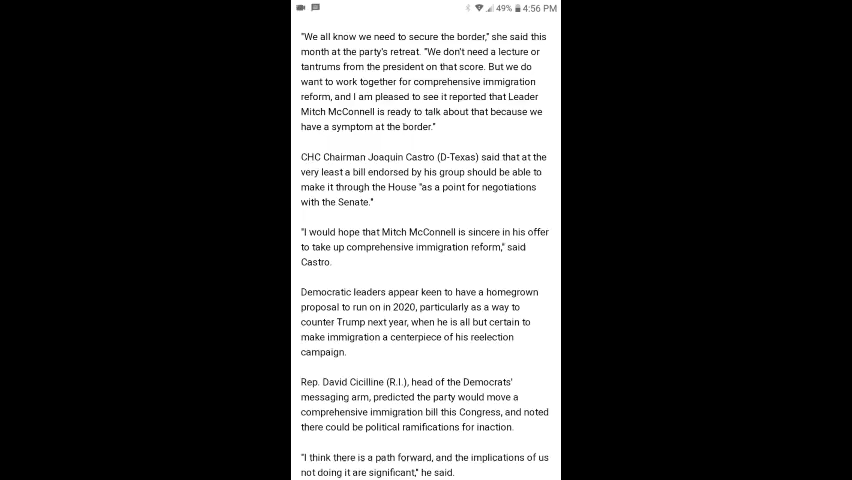 49% 4:56 PM
"We all know we need to secure the border," she said this
month at the party's retreat. "We don't need a lecture or
tantrums from the president on that score. But we do
want to work together for comprehensive immigration
reform, and I am pleased to see it reported that Leader
Mitch McConnell is ready to talk about that because we
have a symptom at the border."
CHC Chairman Joaquin Castro (D-Texas) said that at the
very least a bill endorsed by his group should be able to
make it through the House "as a point for negotiations
with the Senate."
"I would hope that Mitch McConnell is sincere in his offer
to take up comprehensive immigration reform," said
Castro.
Democratic leaders appear keen to have a homegrown
proposal to run on in 2020, particularly as a way to
counter Trump next year, when he is all but certain to
make immigration a centerpiece of his reelection
campaign.
Rep. David Cicilline (R.I.), head of the Democrats'
messaging arm, predicted the party would move a
comprehensive immigration bill this Congress, and noted
there could be political ramifications for inaction.
"I think there is a path forward, and the implications of us
not doing it are significant," he said.